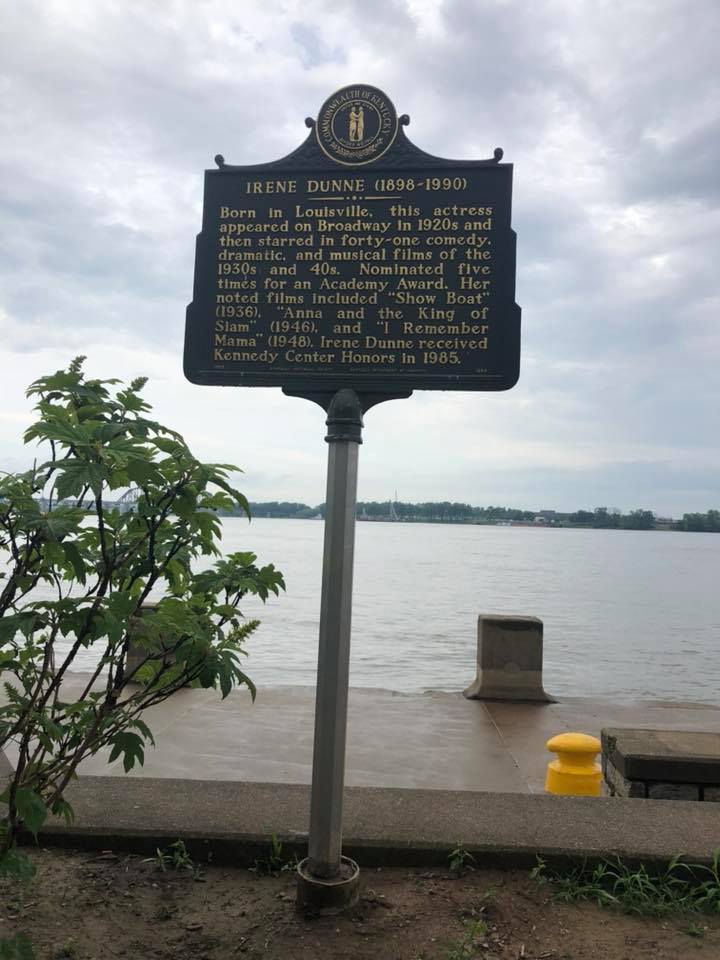 COMMONWEALTH OF KENTUCKY
IRENE DUNNE (1898-1990)
Born in Louisville, this actress
appeared on Broadway in 1920s and
then starred in forty-one comedy,
dramatic, and musical films of the
1930s and 40s. Nominated five
times for an Academy Award. Her
noted films included "Show Boat"
(1936), "Anna and the King of
Siam" (1946), and "I Remember
Mama" (1948). Irene Dunne received
Kennedy Center Honors in 1985.